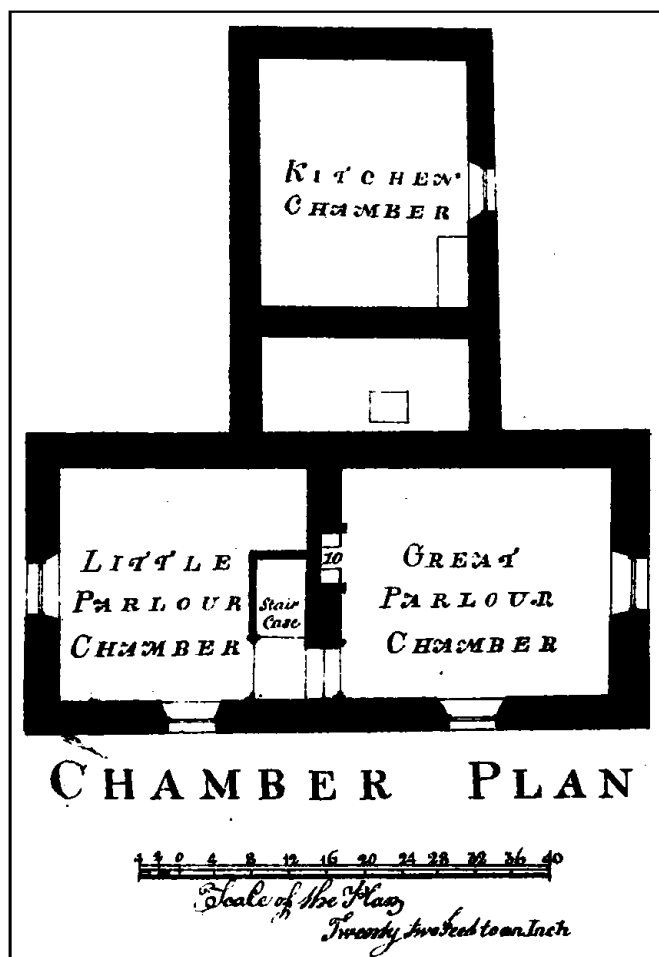 KITCHEN
CHAMBER
LITTLE
PARLOUR
CHAMBER
Stair
Case
10
GREAT
PARLOUR
CHAMBER
CHAMBER PLAN
4 2 0 4 8 12 16 20 24 28 32 36 40
Scale of the Plan
Twenty two feet to an Inch